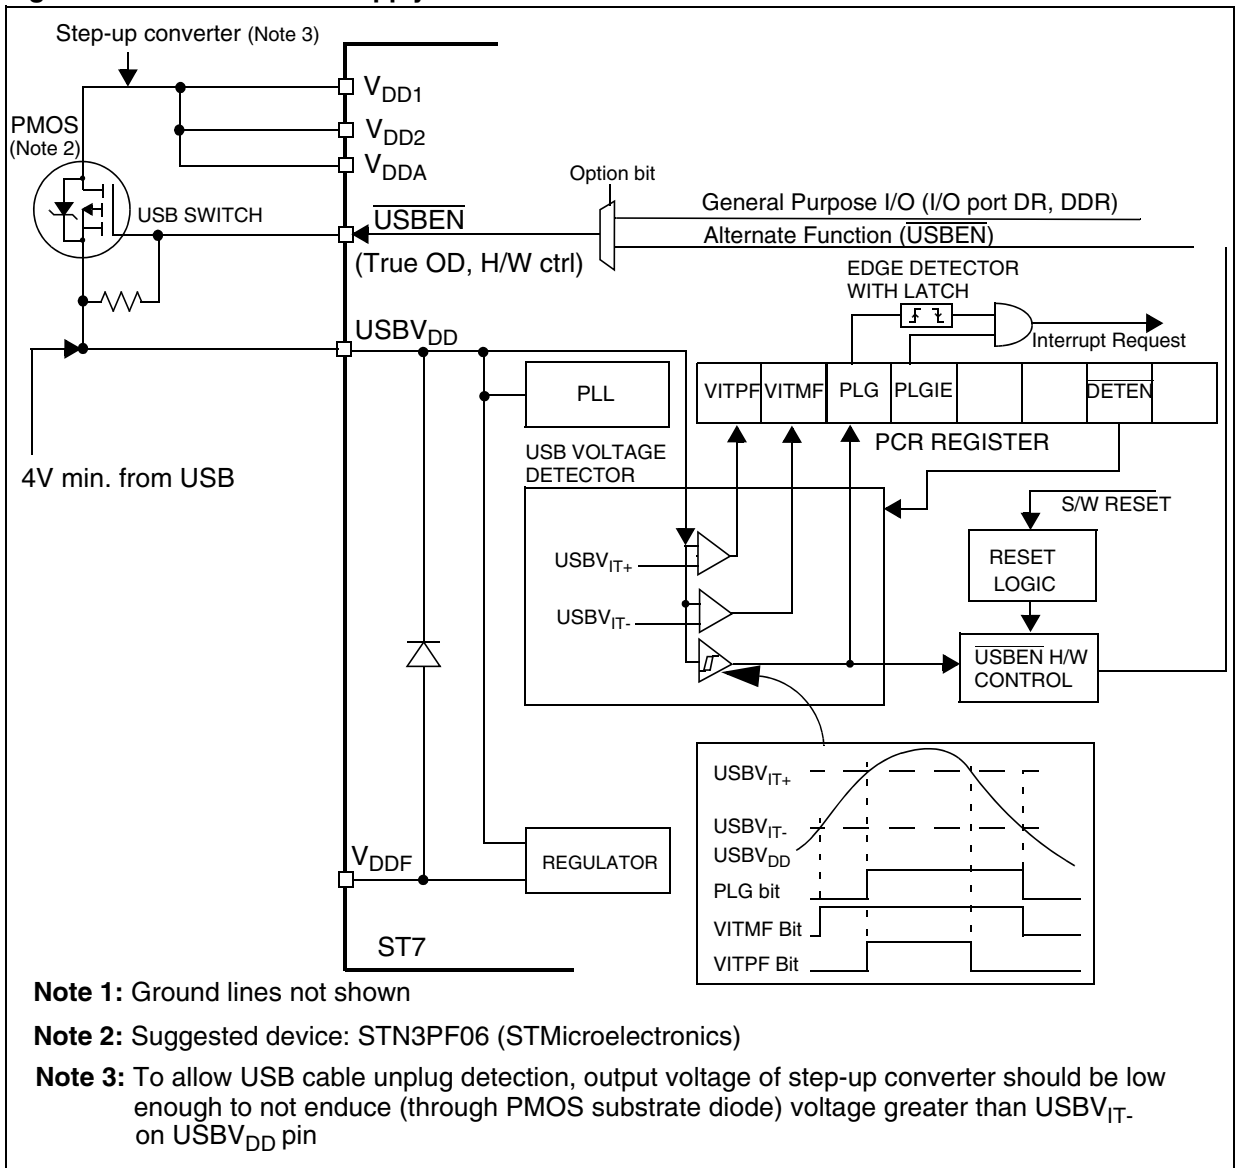 Step-up converter (Note 3)
V_DD1
PMOS
(Note 2)
V_DD2
V_DDA
Option bit
USB SWITCH
USBEN
General Purpose I/O (I/O port DR, DDR)
Alternate Function (USBEN)
(True OD, H/W ctrl)
EDGE DETECTOR
WITH LATCH
USBV_DD
Interrupt Request
PLL
VITPF VITMF PLG PLGIE DETEN
PCR REGISTER
4V min. from USB
USB VOLTAGE
DETECTOR
S/W RESET
USBV_IT+
RESET
LOGIC
USBV_IT-
USBEN H/W
CONTROL
USBV_IT+
USBV_IT-
USBV_DD
PLG bit
VITMF Bit
VITPF Bit
V_DDF
REGULATOR
ST7
Note 1: Ground lines not shown
Note 2: Suggested device: STN3PF06 (STMicroelectronics)
Note 3: To allow USB cable unplug detection, output voltage of step-up converter should be low
enough to not enduce (through PMOS substrate diode) voltage greater than USBV_IT-
on USBV_DD pin